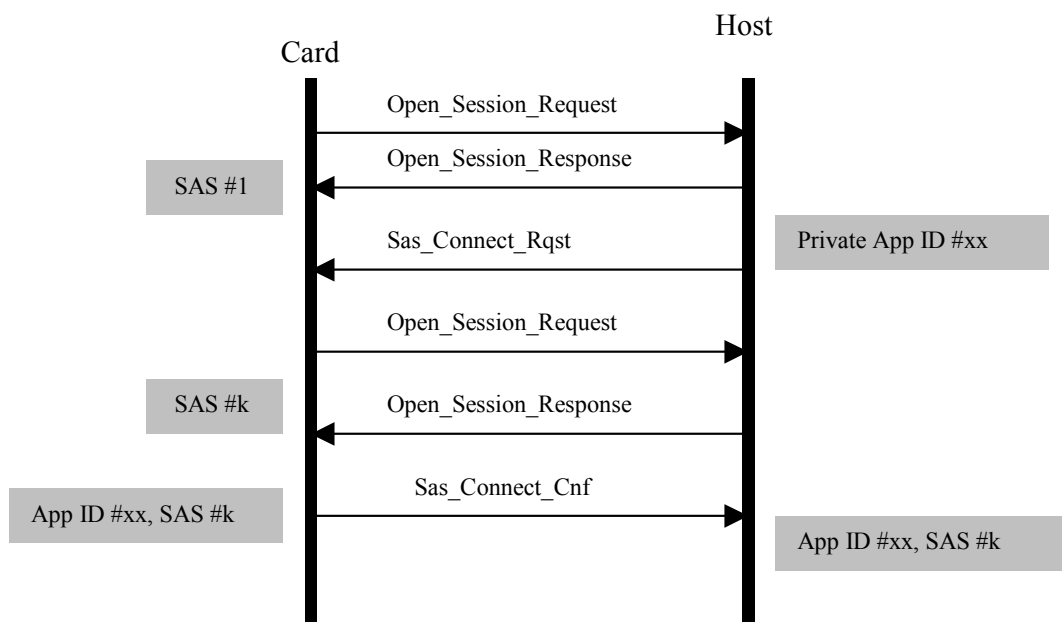 Host
Card
Open_Session_Request
Open_Session_Response
SAS #1
Sas_Connect_Rqst
Private App ID #xx
Open_Session_Request
SAS #k
Open_Session_Response
Sas_Connect_Cnf
App ID #xx, SAS #k
App ID #xx, SAS #k